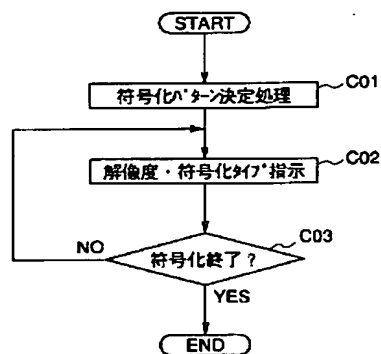 START
符号化パターン決定処理
C01
解像度・符号化タイプ指示
C02
符号化終了?
C03
NO
YES
END